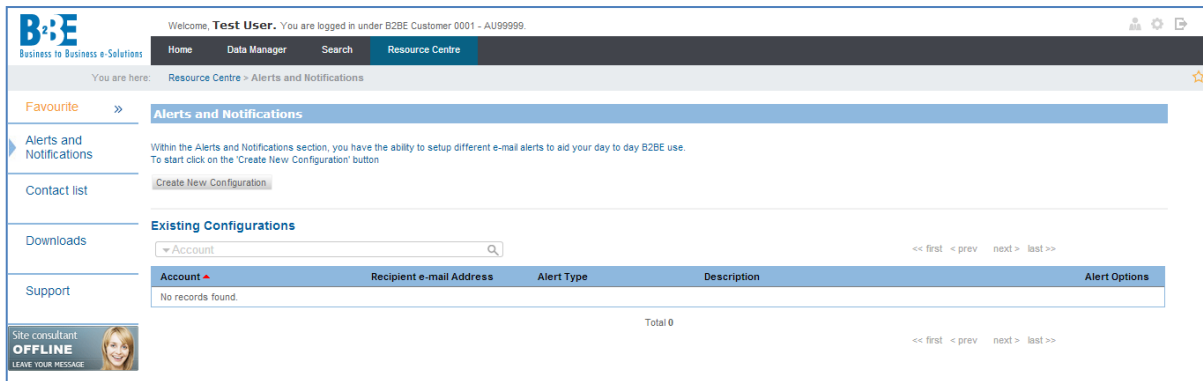 B2BE
Business to Business e-Solutions
Welcome, Test User. You are logged in under B2BE Customer 0001 - AU99999.
Home Data Manager Search Resource Centre
You are here: Resource Centre > Alerts and Notifications
Favourite »
Alerts and
Notifications
Contact list
Downloads
Support
Site consultant
OFFLINE
LEAVE YOUR MESSAGE
Alerts and Notifications
Within the Alerts and Notifications section, you have the ability to setup different e-mail alerts to aid your day to day B2BE use.
To start click on the 'Create New Configuration' button
Create New Configuration
Existing Configurations
Account
<< first < prev next > last >>
Account Recipient e-mail Address Alert Type Description Alert Options
No records found.
Total 0
<< first < prev next > last >>